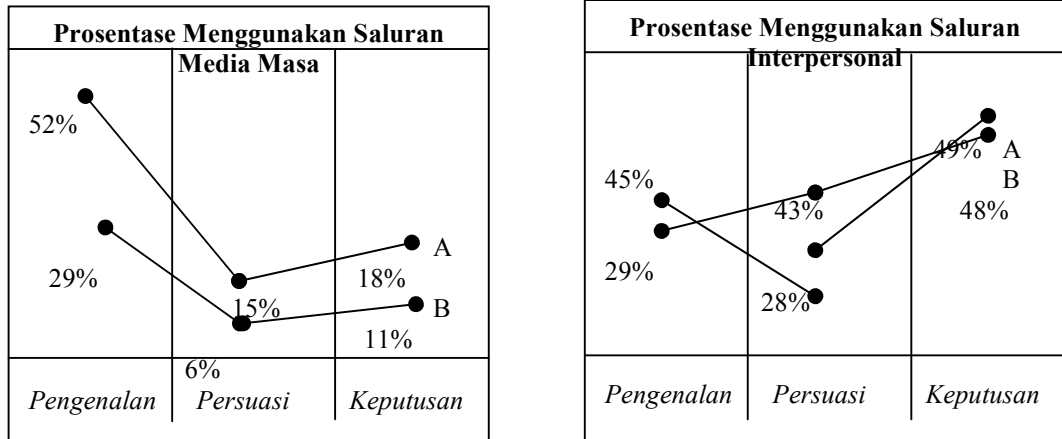 Prosentase Menggunakan Saluran
Media Masa
52%
29%
15%
6%
18%
A
B
11%
Pengenalan Persuasi Keputusan
Prosentase Menggunakan Saluran
Interpersonal
45%
29%
43%
28%
49% A
B
48%
Pengenalan Persuasi Keputusan